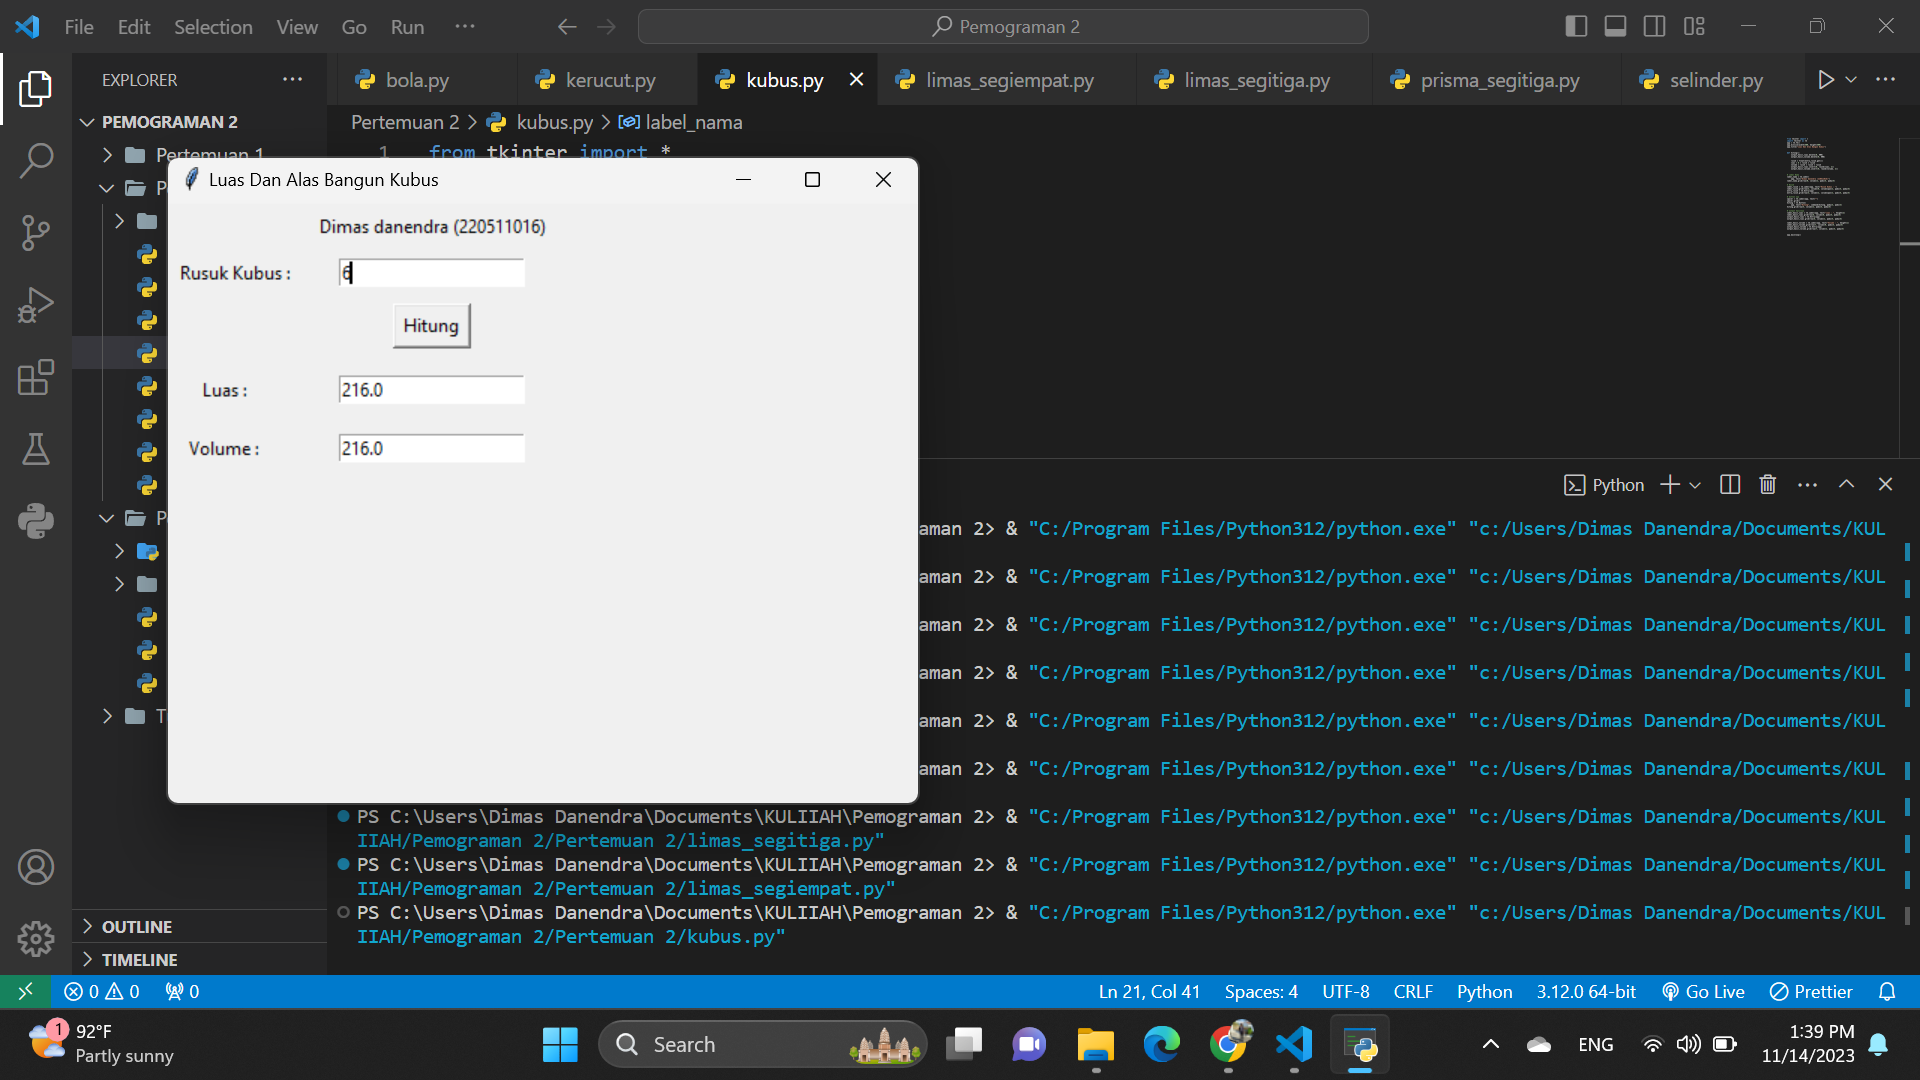 File Edit Selection View Go Run ··· Pemograman 2
EXPLORER ··· bola.py kerucut.py kubus.py limas_segiempat.py limas_segitiga.py prisma_segitiga.py selinder.py ···
PEMOGRAMAN 2
Pertemuan 2 > kubus.py > label_nama
Pertemuan 1
1 from tkinter import *
Luas Dan Alas Bangun Kubus
Dimas danendra (220511016)
Rusuk Kubus : 6
Hitung
Luas : 216.0
Volume : 216.0
Python
aman 2> & "C:/Program Files/Python312/python.exe" "c:/Users/Dimas Danendra/Documents/KUL
aman 2> & "C:/Program Files/Python312/python.exe" "c:/Users/Dimas Danendra/Documents/KUL
aman 2> & "C:/Program Files/Python312/python.exe" "c:/Users/Dimas Danendra/Documents/KUL
aman 2> & "C:/Program Files/Python312/python.exe" "c:/Users/Dimas Danendra/Documents/KUL
aman 2> & "C:/Program Files/Python312/python.exe" "c:/Users/Dimas Danendra/Documents/KUL
aman 2> & "C:/Program Files/Python312/python.exe" "c:/Users/Dimas Danendra/Documents/KUL
PS C:\Users\Dimas Danendra\Documents\KULIIAH\Pemograman 2> & "C:/Program Files/Python312/python.exe" "c:/Users/Dimas Danendra/Documents/KUL
IIAH/Pemograman 2/Pertemuan 2/limas_segitiga.py"
PS C:\Users\Dimas Danendra\Documents\KULIIAH\Pemograman 2> & "C:/Program Files/Python312/python.exe" "c:/Users/Dimas Danendra/Documents/KUL
IIAH/Pemograman 2/Pertemuan 2/limas_segiempat.py"
PS C:\Users\Dimas Danendra\Documents\KULIIAH\Pemograman 2> & "C:/Program Files/Python312/python.exe" "c:/Users/Dimas Danendra/Documents/KUL
IIAH/Pemograman 2/Pertemuan 2/kubus.py"
OUTLINE
TIMELINE
0 0 0 Ln 21, Col 41 Spaces: 4 UTF-8 CRLF Python 3.12.0 64-bit Go Live Prettier
1 92°F
Partly sunny
Search
ENG
1:39 PM
11/14/2023